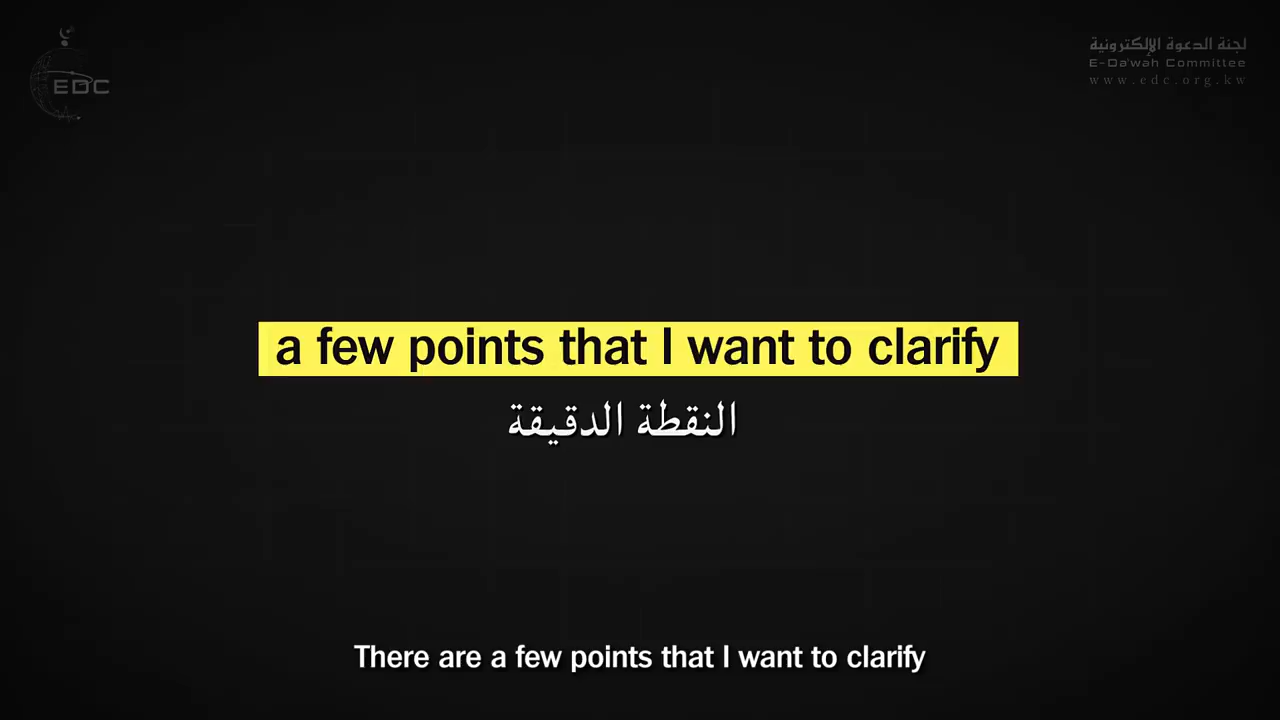 EDC
لجنة الدعوة الإلكترونية
E-Da'wah Committee
www.edc.org.kw
a few points that I want to clarify
النقطة الدقيقة
There are a few points that I want to clarify